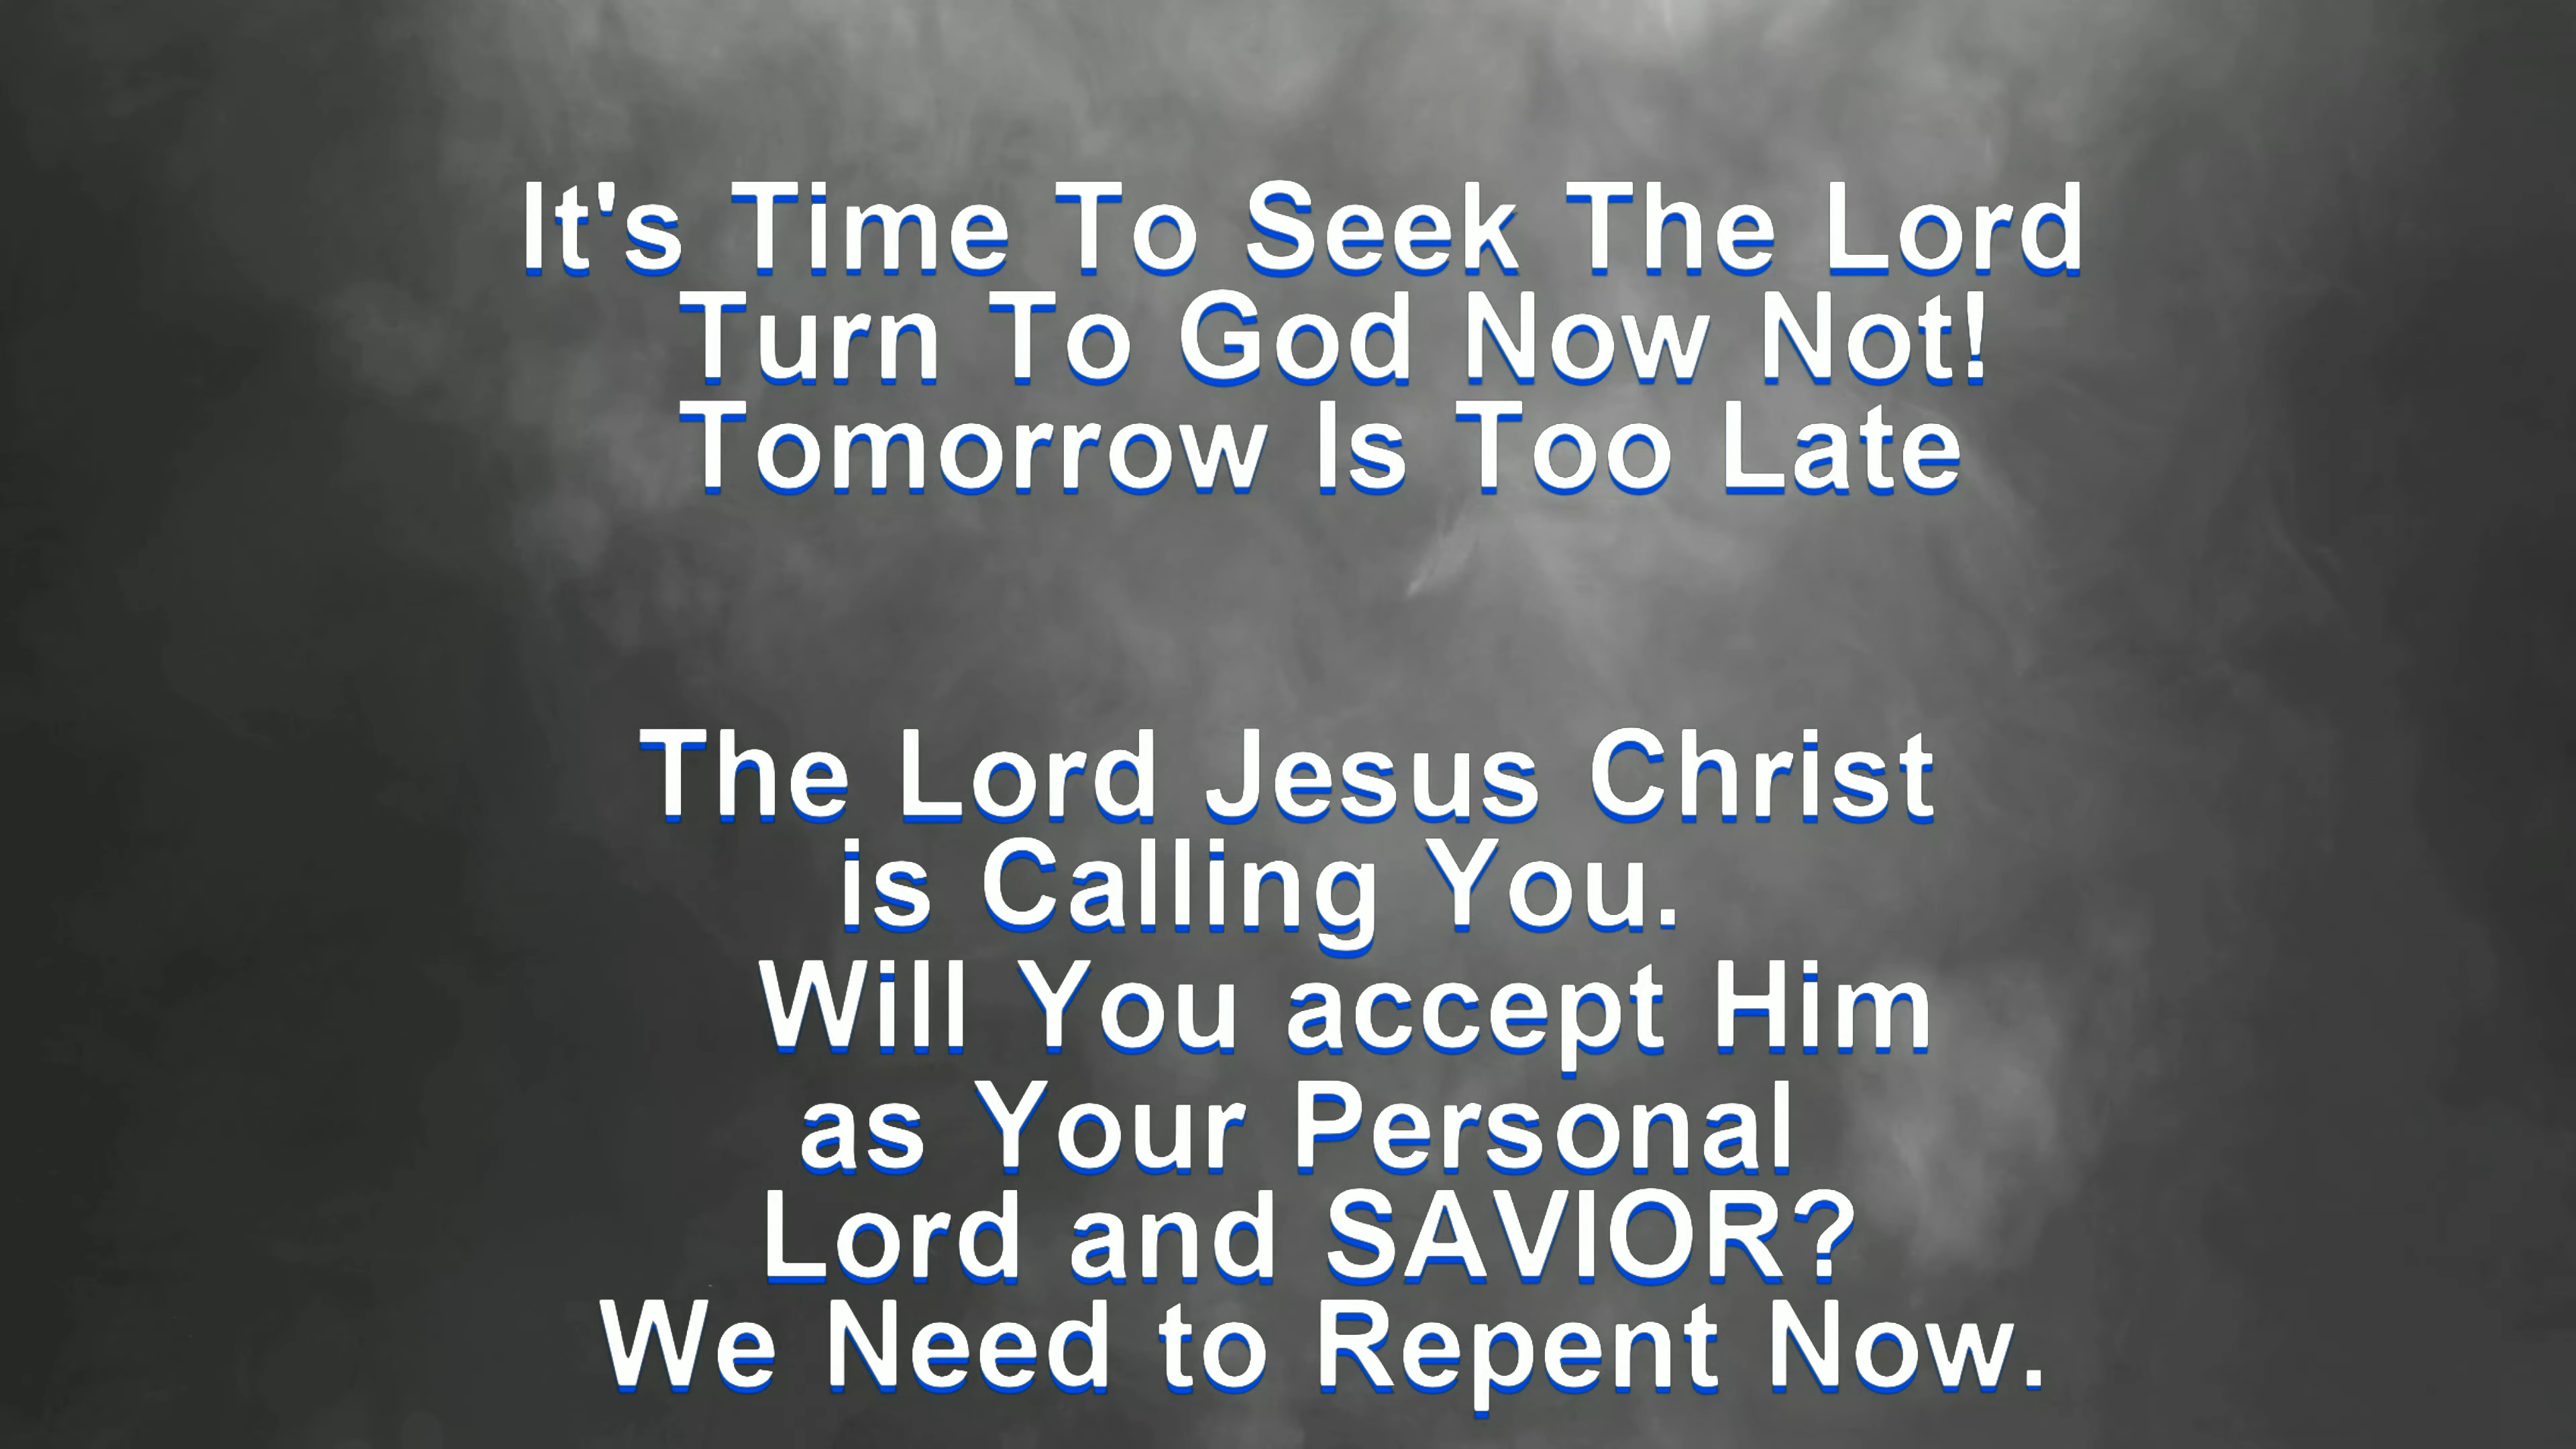 It's Time To Seek The Lord
Turn To God Now Not!
Tomorrow Is Too Late
The Lord Jesus Christ
is Calling You.
Will You accept Him
as Your Personal
Lord and SAVIOR?
We Need to Repent Now.